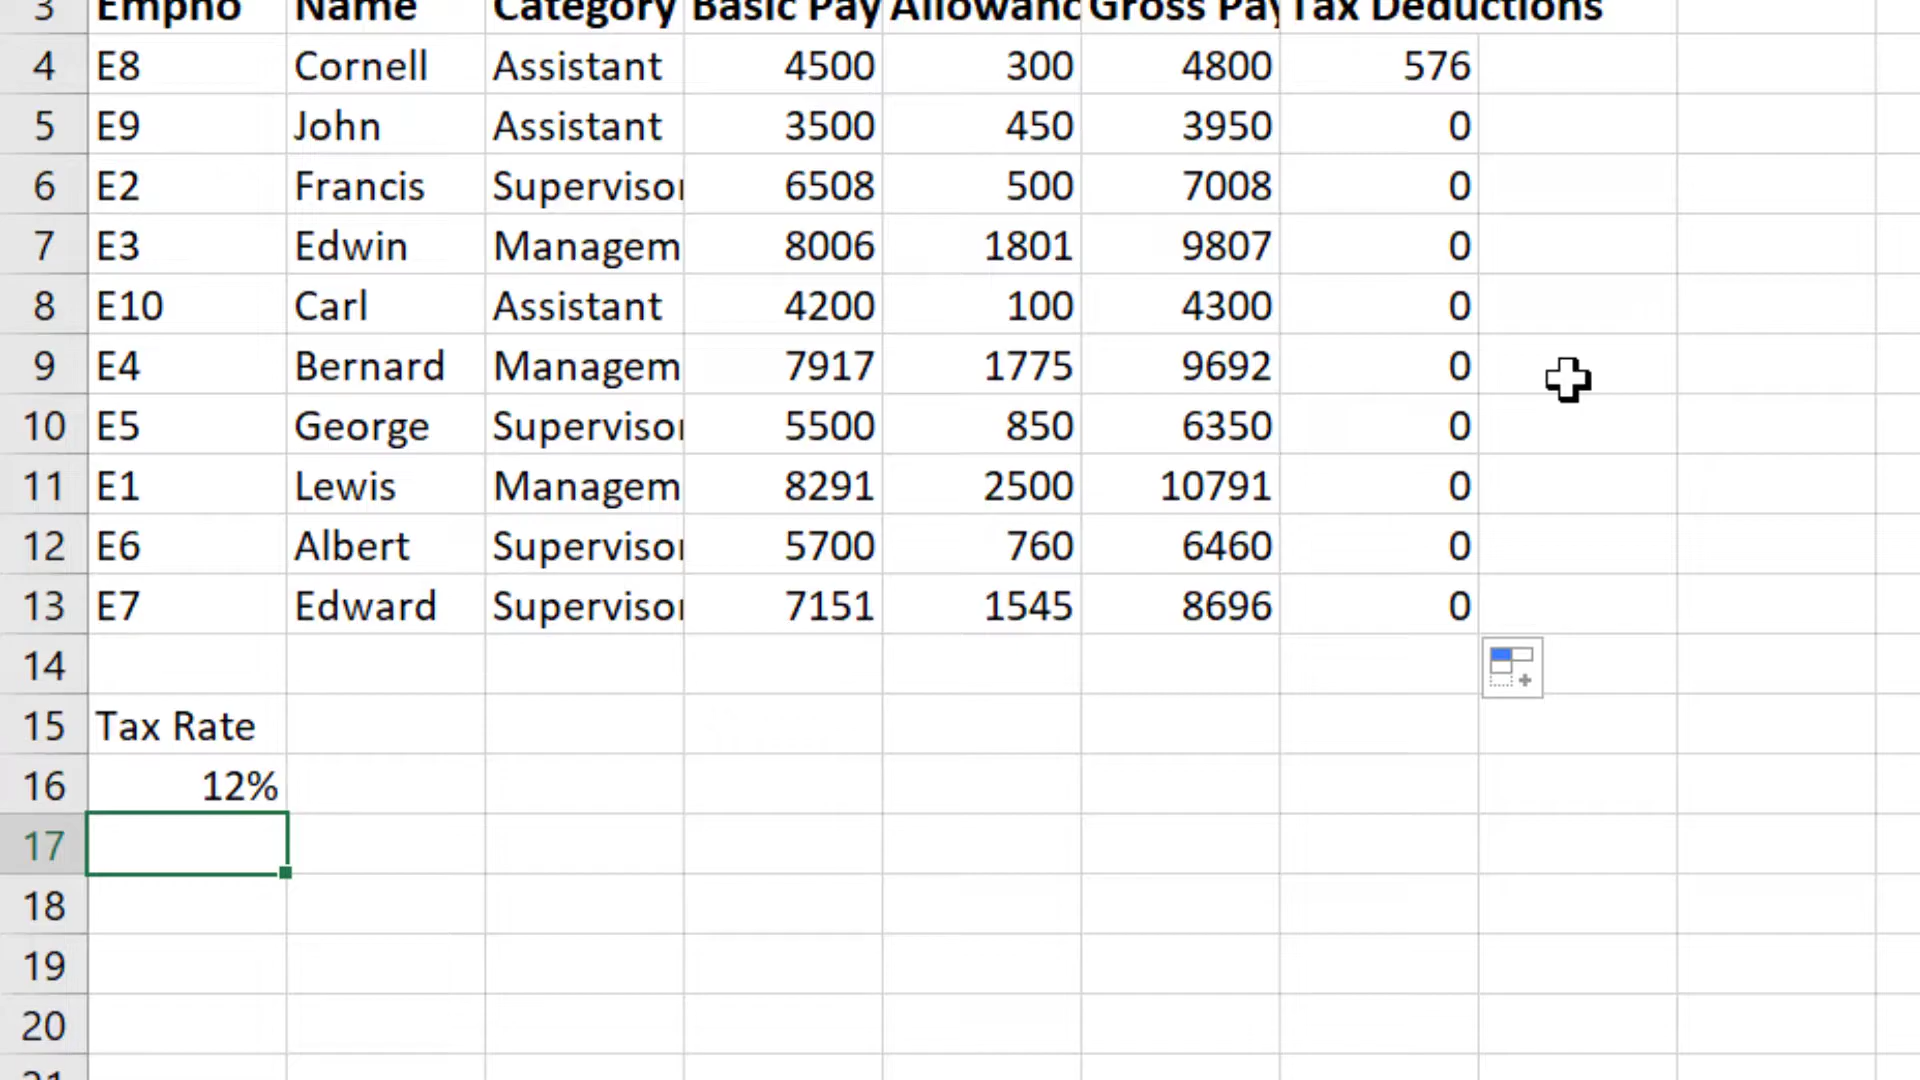 3 Empno Name Category Basic Pay Allowanc Gross Pay Tax Deductions
4 E8 Cornell Assistant 4500 300 4800 576
5 E9 John Assistant 3500 450 3950 0
6 E2 Francis Supervisor 6508 500 7008 0
7 E3 Edwin Managem 8006 1801 9807 0
8 E10 Carl Assistant 4200 100 4300 0
9 E4 Bernard Managem 7917 1775 9692 0
10 E5 George Supervisor 5500 850 6350 0
11 E1 Lewis Managem 8291 2500 10791 0
12 E6 Albert Supervisor 5700 760 6460 0
13 E7 Edward Supervisor 7151 1545 8696 0
14
15 Tax Rate
16 12%
17
18
19
20
21